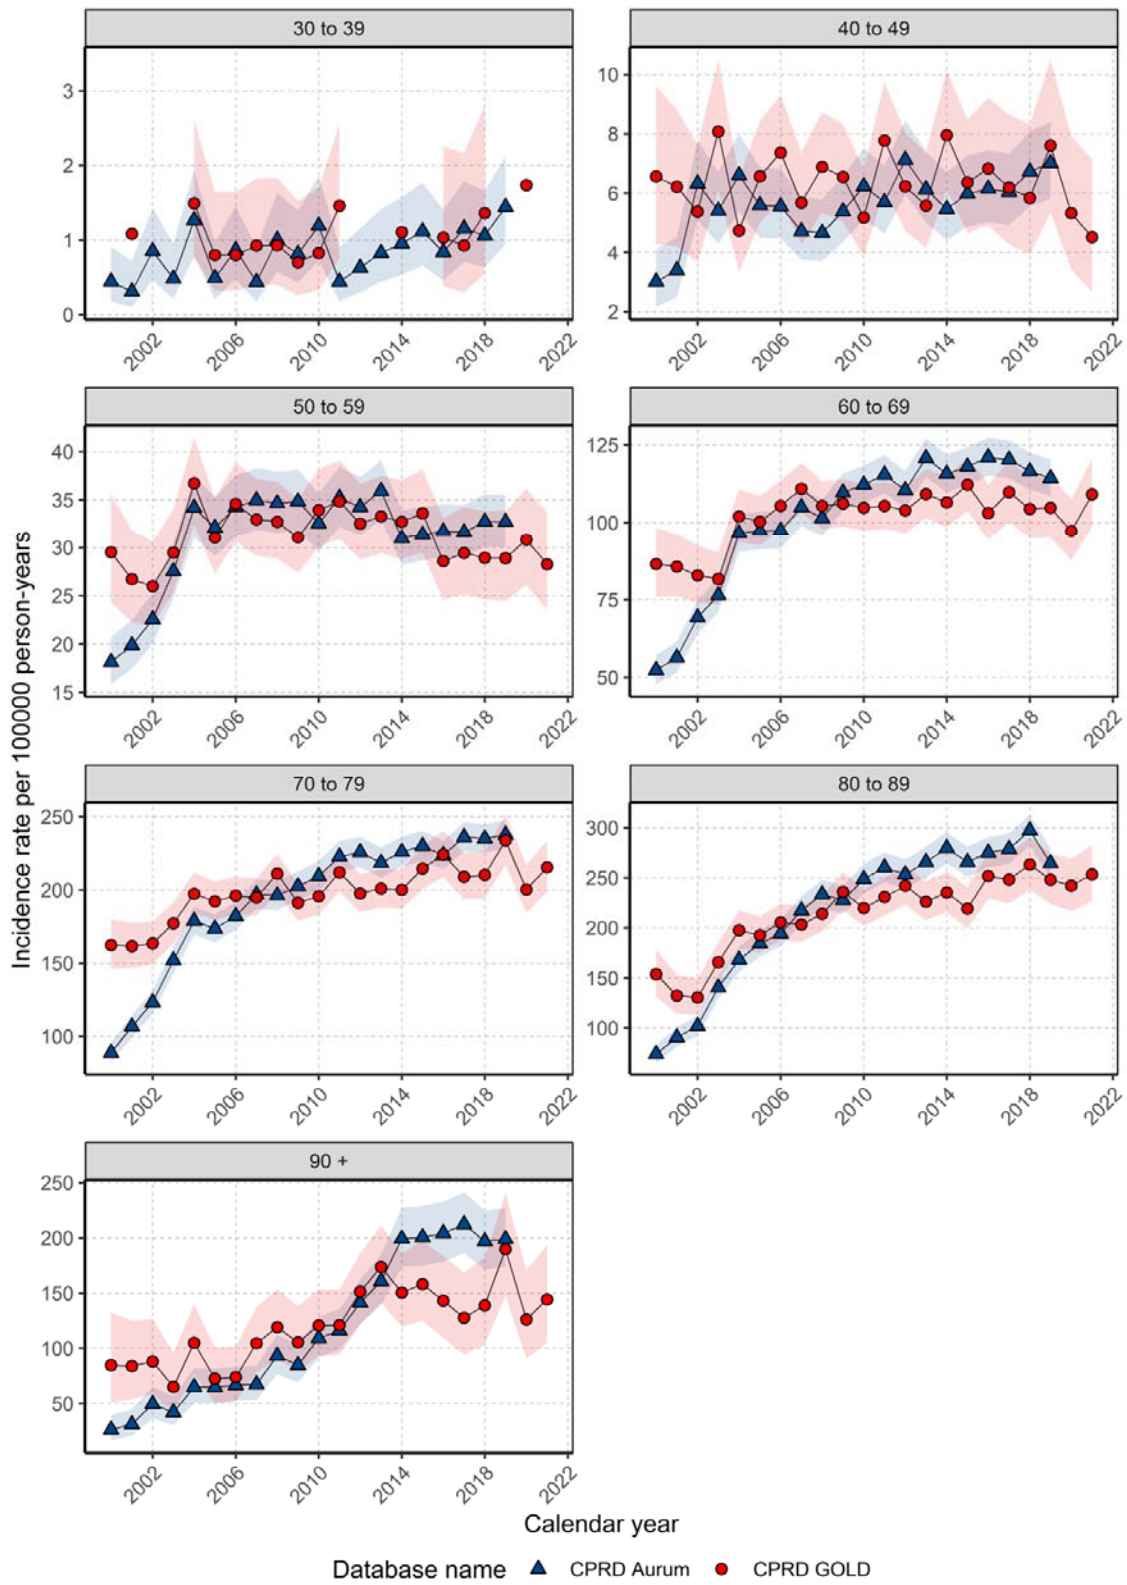 30 to 39
40 to 49
3
2
1
0
10
8
6
4
2
2002 2006 2010 2014 2018 2022
2002 2006 2010 2014 2018 2022
50 to 59
60 to 69
40
35
30
25
20
15
125
100
75
50
2002 2006 2010 2014 2018 2022
2002 2006 2010 2014 2018 2022
Incidence rate per 100000 person-years
70 to 79
80 to 89
250
200
150
100
300
250
200
150
100
2002 2006 2010 2014 2018 2022
2002 2006 2010 2014 2018 2022
90 +
250
200
150
100
50
2002 2006 2010 2014 2018 2022
Calendar year
Database name CPRD Aurum CPRD GOLD